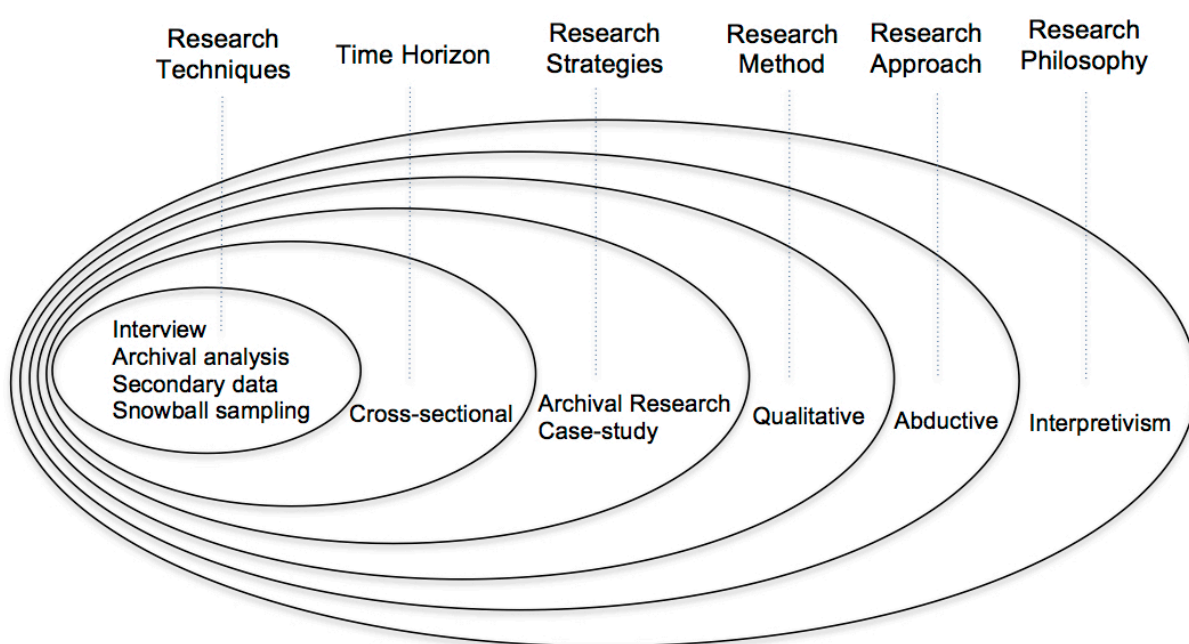 Research
Techniques
Time Horizon
Research
Strategies
Research
Method
Research
Approach
Research
Philosophy
Interview
Archival analysis
Secondary data
Snowball sampling
Cross-sectional
Archival Research
Case-study
Qualitative
Abductive
Interpretivism